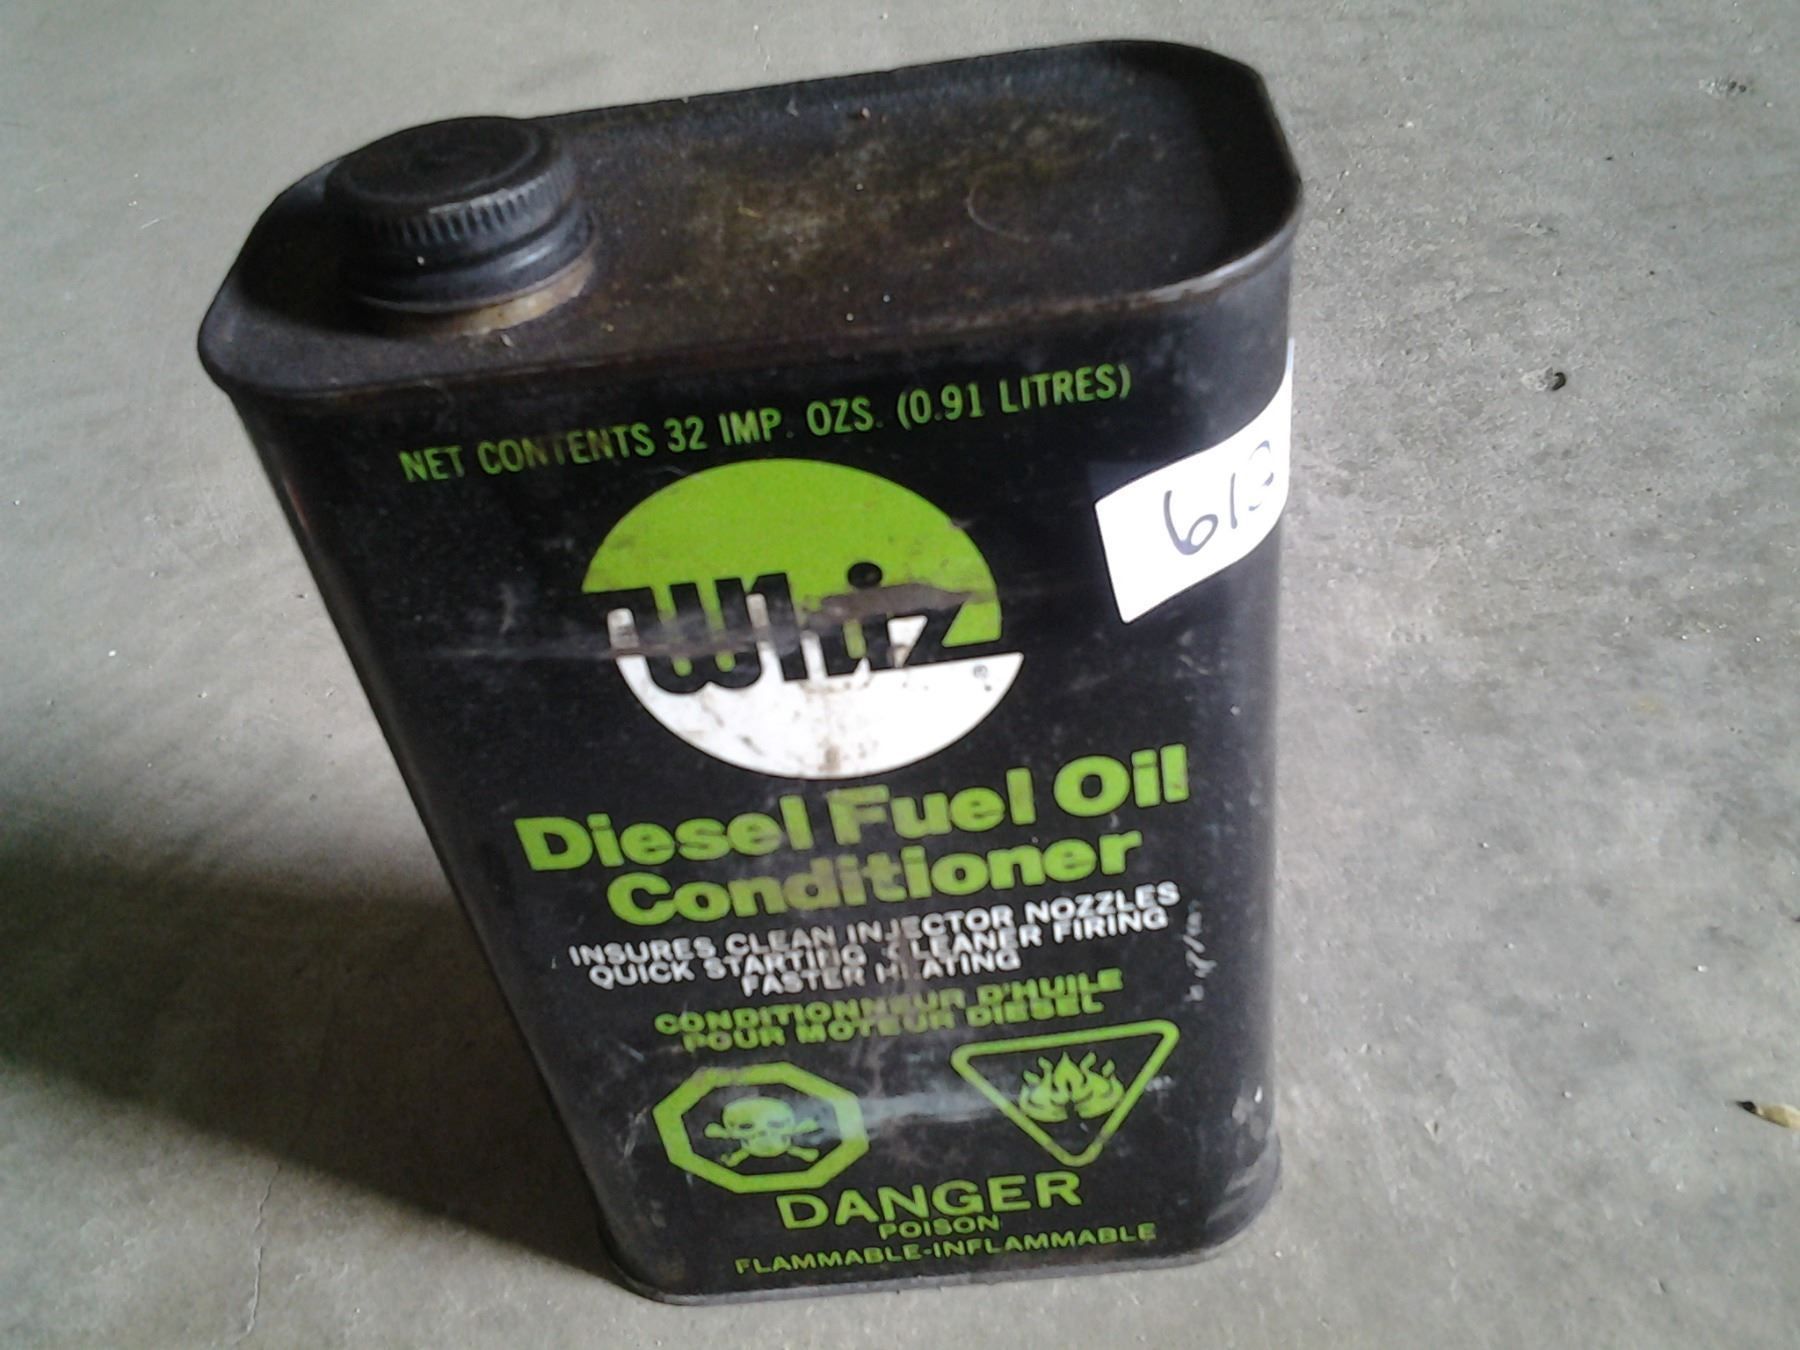 NET CONTENTS 32 IMP. OZS. (0.91 LITRES)
613
Whiz
®
Diesel Fuel Oil
Conditioner
INSURES CLEAN INJECTOR NOZZLES
QUICK STARTING CLEANER FIRING
FASTER HEATING
CONDITIONNEUR D'HUILE
POUR MOTEUR DIESEL
DANGER
POISON
FLAMMABLE-INFLAMMABLE